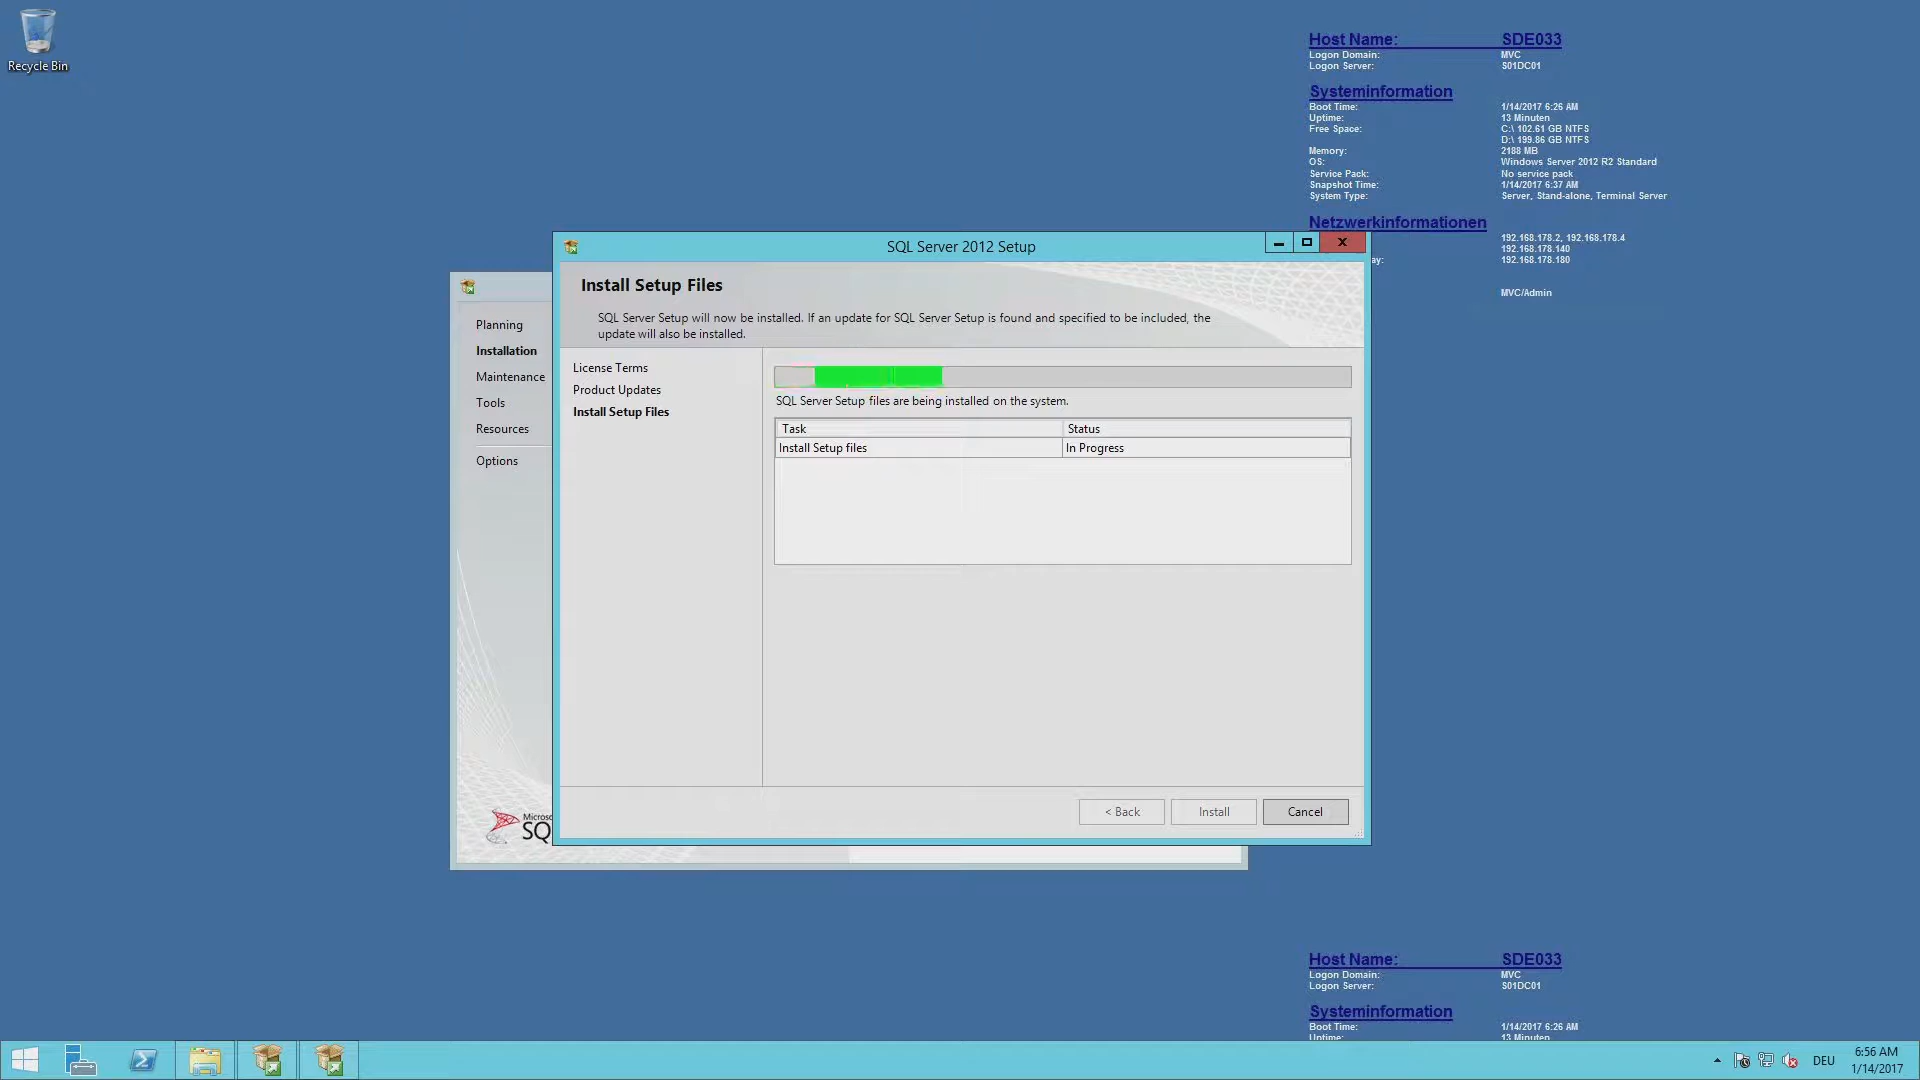 Recycle Bin
Host Name: SDE033
Logon Domain: MVC
Logon Server: S01DC01
Systeminformation
Boot Time: 1/14/2017 6:26 AM
Uptime: 13 Minuten
Free Space: C:\ 102.61 GB NTFS
D:\ 199.86 GB NTFS
Memory: 2188 MB
OS: Windows Server 2012 R2 Standard
Service Pack: No service pack
Snapshot Time: 1/14/2017 6:37 AM
System Type: Server, Stand-alone, Terminal Server
Netzwerkinformationen
192.168.178.2, 192.168.178.4
192.168.178.140
ay: 192.168.178.180
MVC/Admin
SQL Server 2012 Setup
Install Setup Files
SQL Server Setup will now be installed. If an update for SQL Server Setup is found and specified to be included, the
update will also be installed.
Planning
Installation
Maintenance
Tools
Resources
Options
Microso
SQ
License Terms
Product Updates
Install Setup Files
SQL Server Setup files are being installed on the system.
Task Status
Install Setup files In Progress
< Back Install Cancel
Host Name: SDE033
Logon Domain: MVC
Logon Server: S01DC01
Systeminformation
Boot Time: 1/14/2017 6:26 AM
Uptime: 13 Minuten
DEU
6:56 AM
1/14/2017